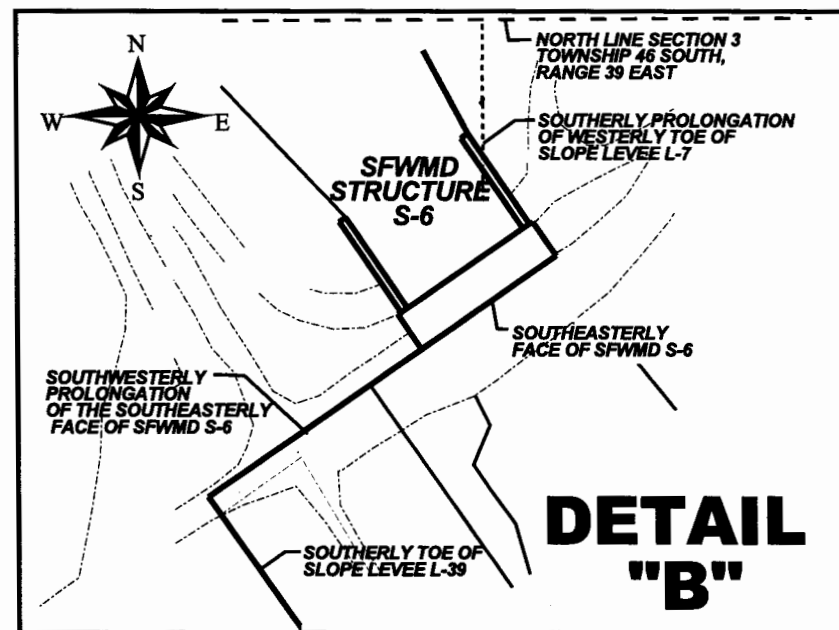 N
W
E
S
NORTH LINE SECTION 3
TOWNSHIP 46 SOUTH,
RANGE 39 EAST
SOUTHERLY PROLONGATION
OF WESTERLY TOE OF
SLOPE LEVEE L-7
SFWMD
STRUCTURE
S-6
SOUTHEASTERLY
FACE OF SFWMD S-6
SOUTHWESTERLY
PROLONGATION
OF THE SOUTHEASTERLY
FACE OF SFWMD S-6
SOUTHERLY TOE OF
SLOPE LEVEE L-39
DETAIL
"B"